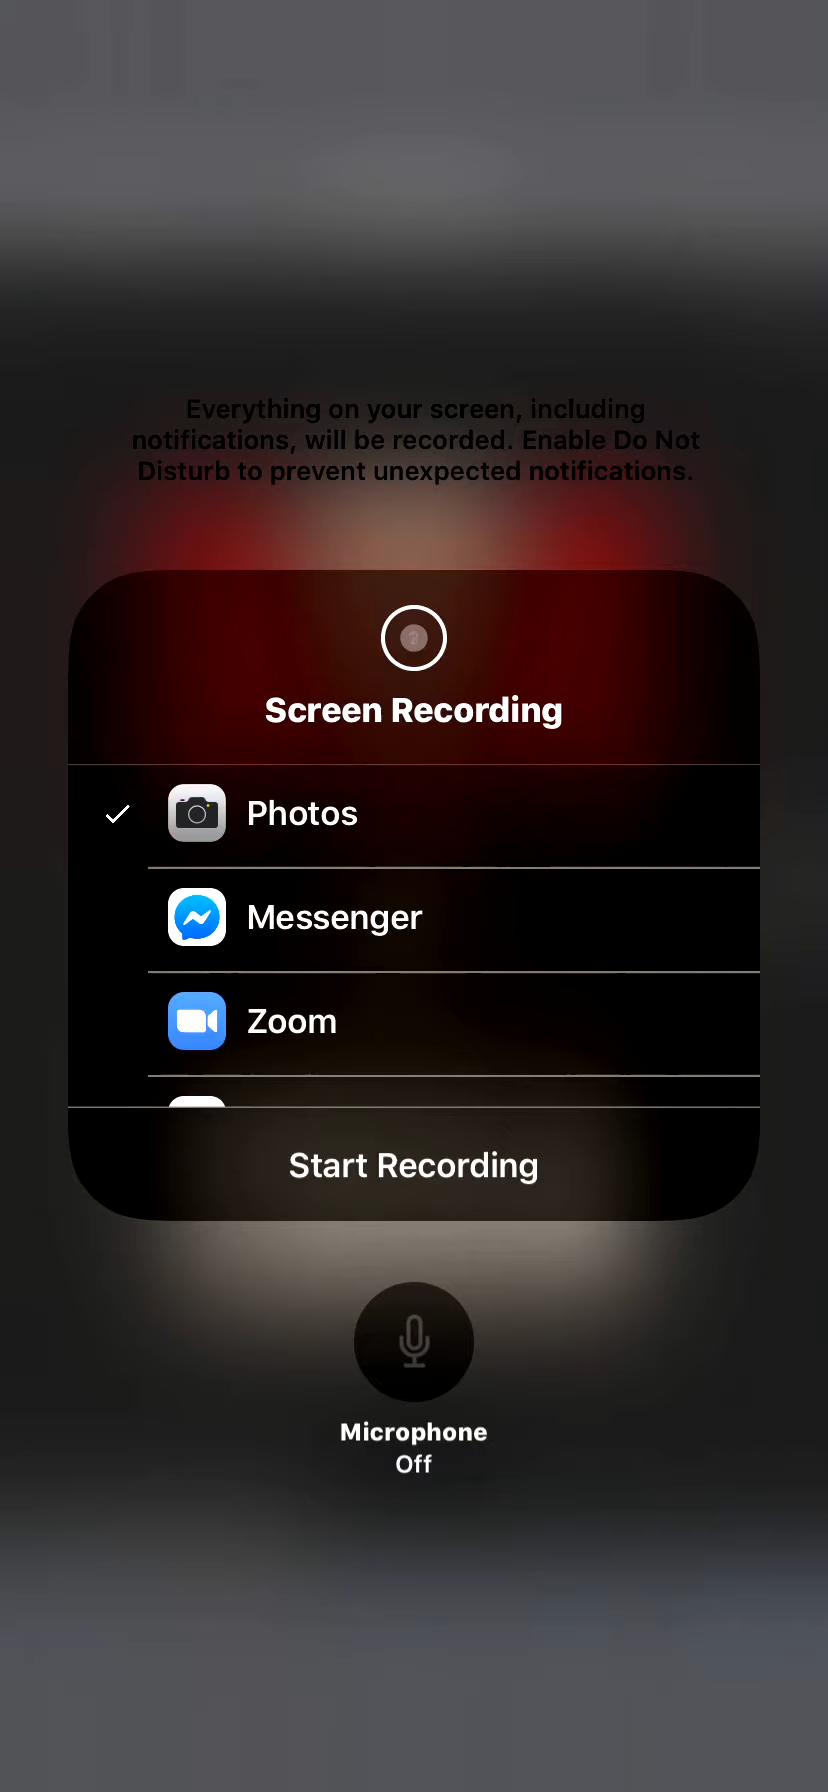 Everything on your screen, including
notifications, will be recorded. Enable Do Not
Disturb to prevent unexpected notifications.
Screen Recording
Photos
Messenger
Zoom
Start Recording
Microphone
Off